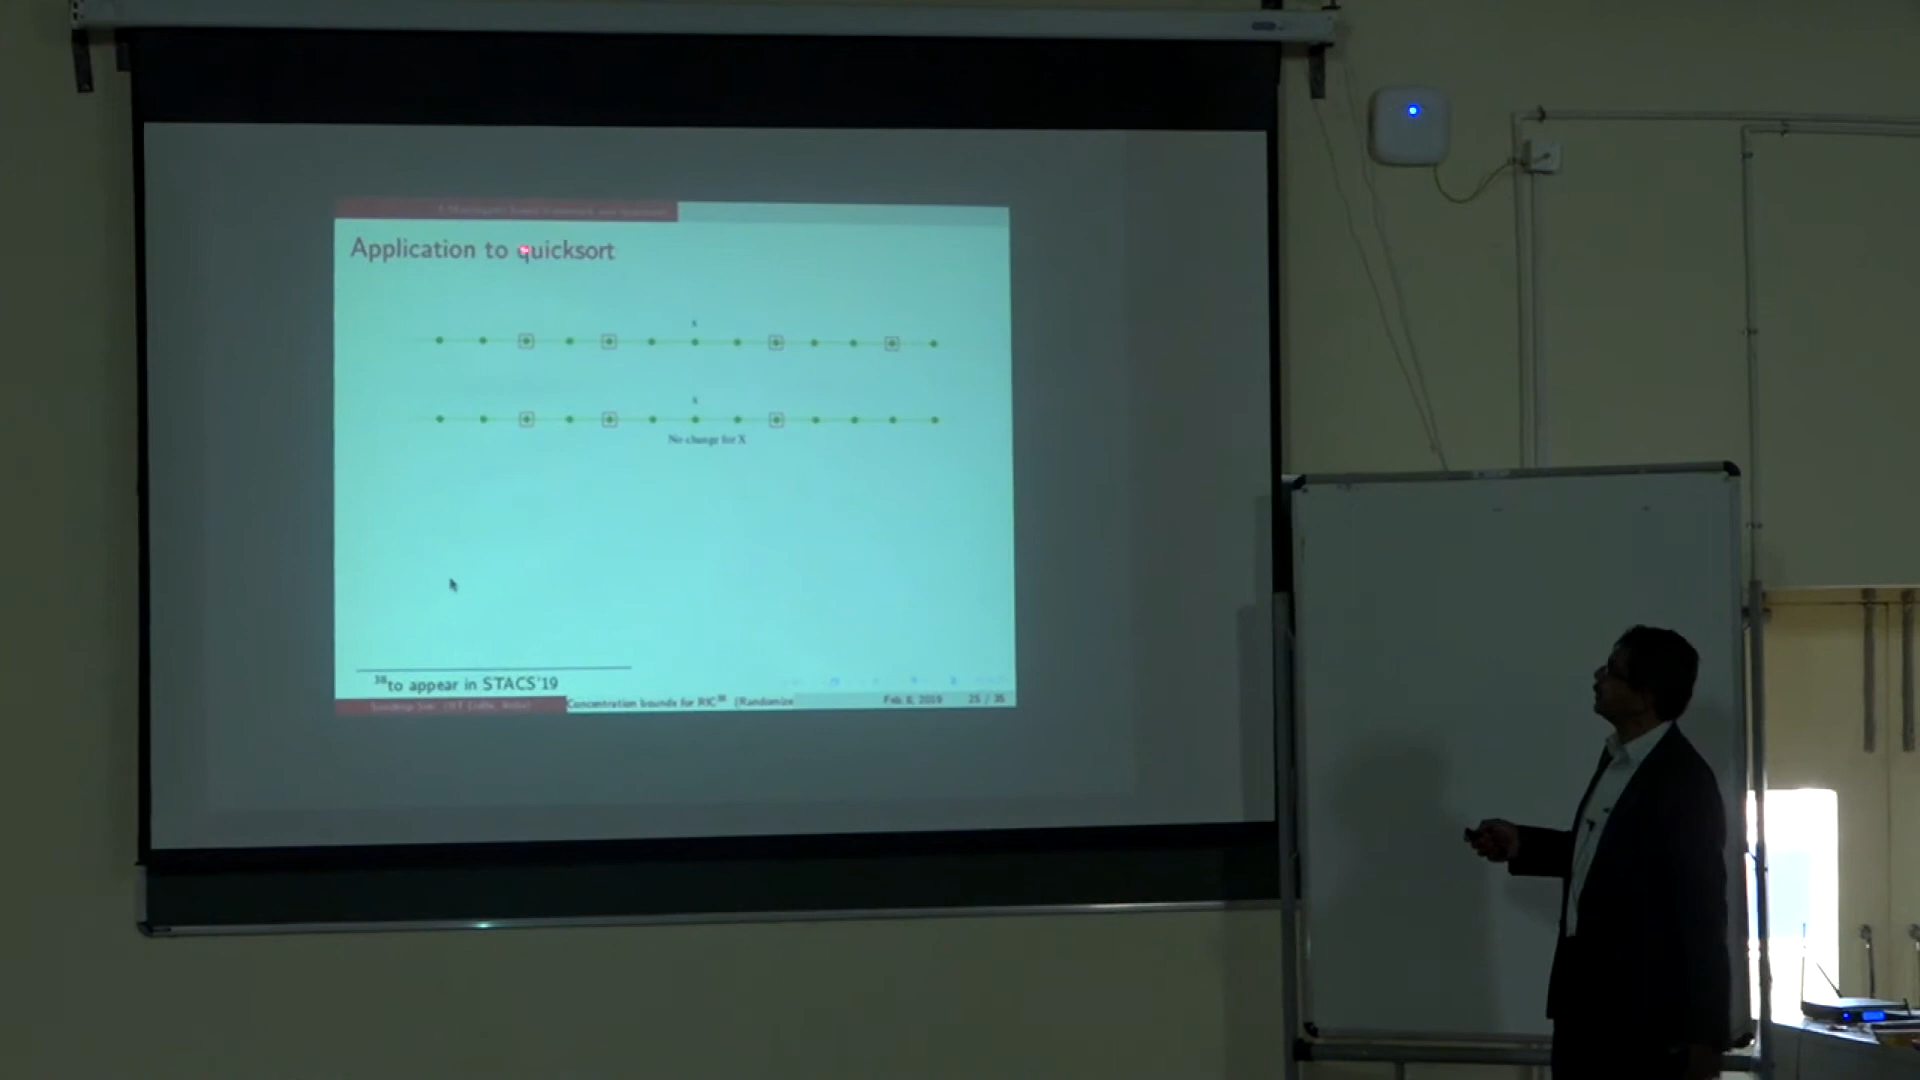 Application to quicksort
X
X
No change for X
38to appear in STACS'19
Concentration bounds for RIC38 (Randomize
Feb 8, 2019
25 / 35